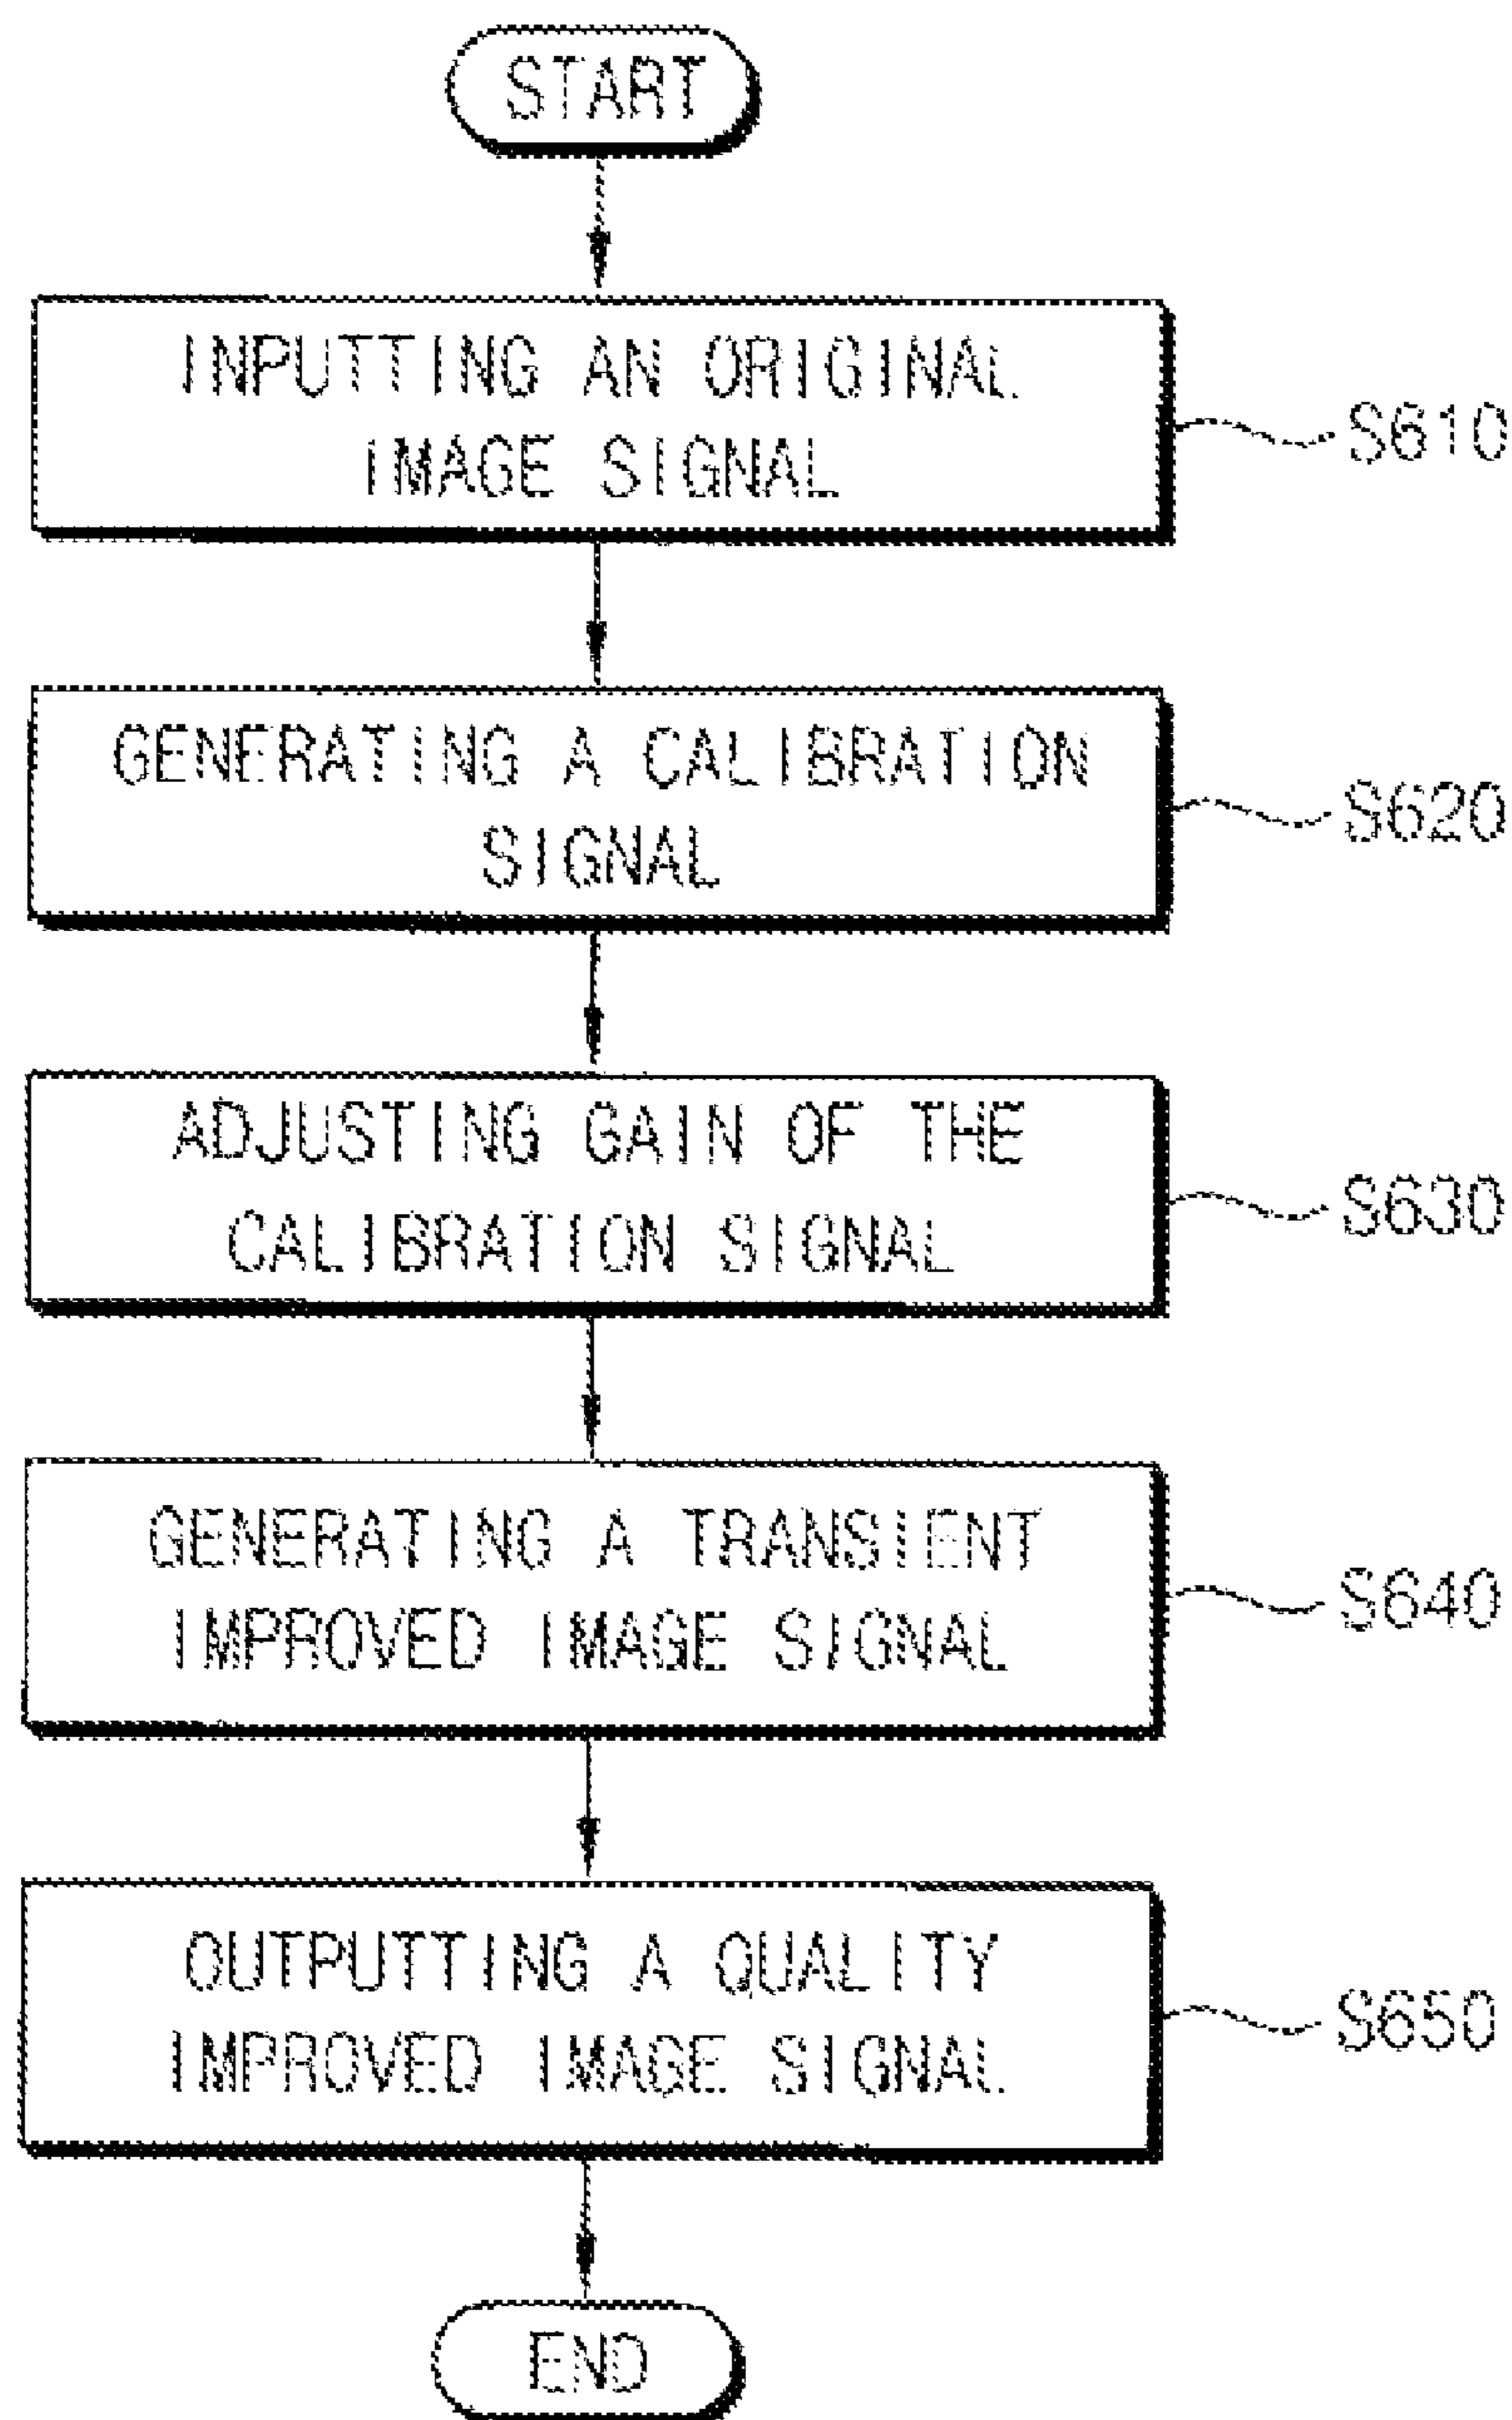 START
INPUTTING AN ORIGINAL
IMAGE SIGNAL
S610
GENERATING A CALIBRATION
SIGNAL
S620
ADJUSTING GAIN OF THE
CALIBRATION SIGNAL
S630
GENERATING A TRANSIENT
IMPROVED IMAGE SIGNAL
S640
OUTPUTTING A QUALITY
IMPROVED IMAGE SIGNAL
S650
END